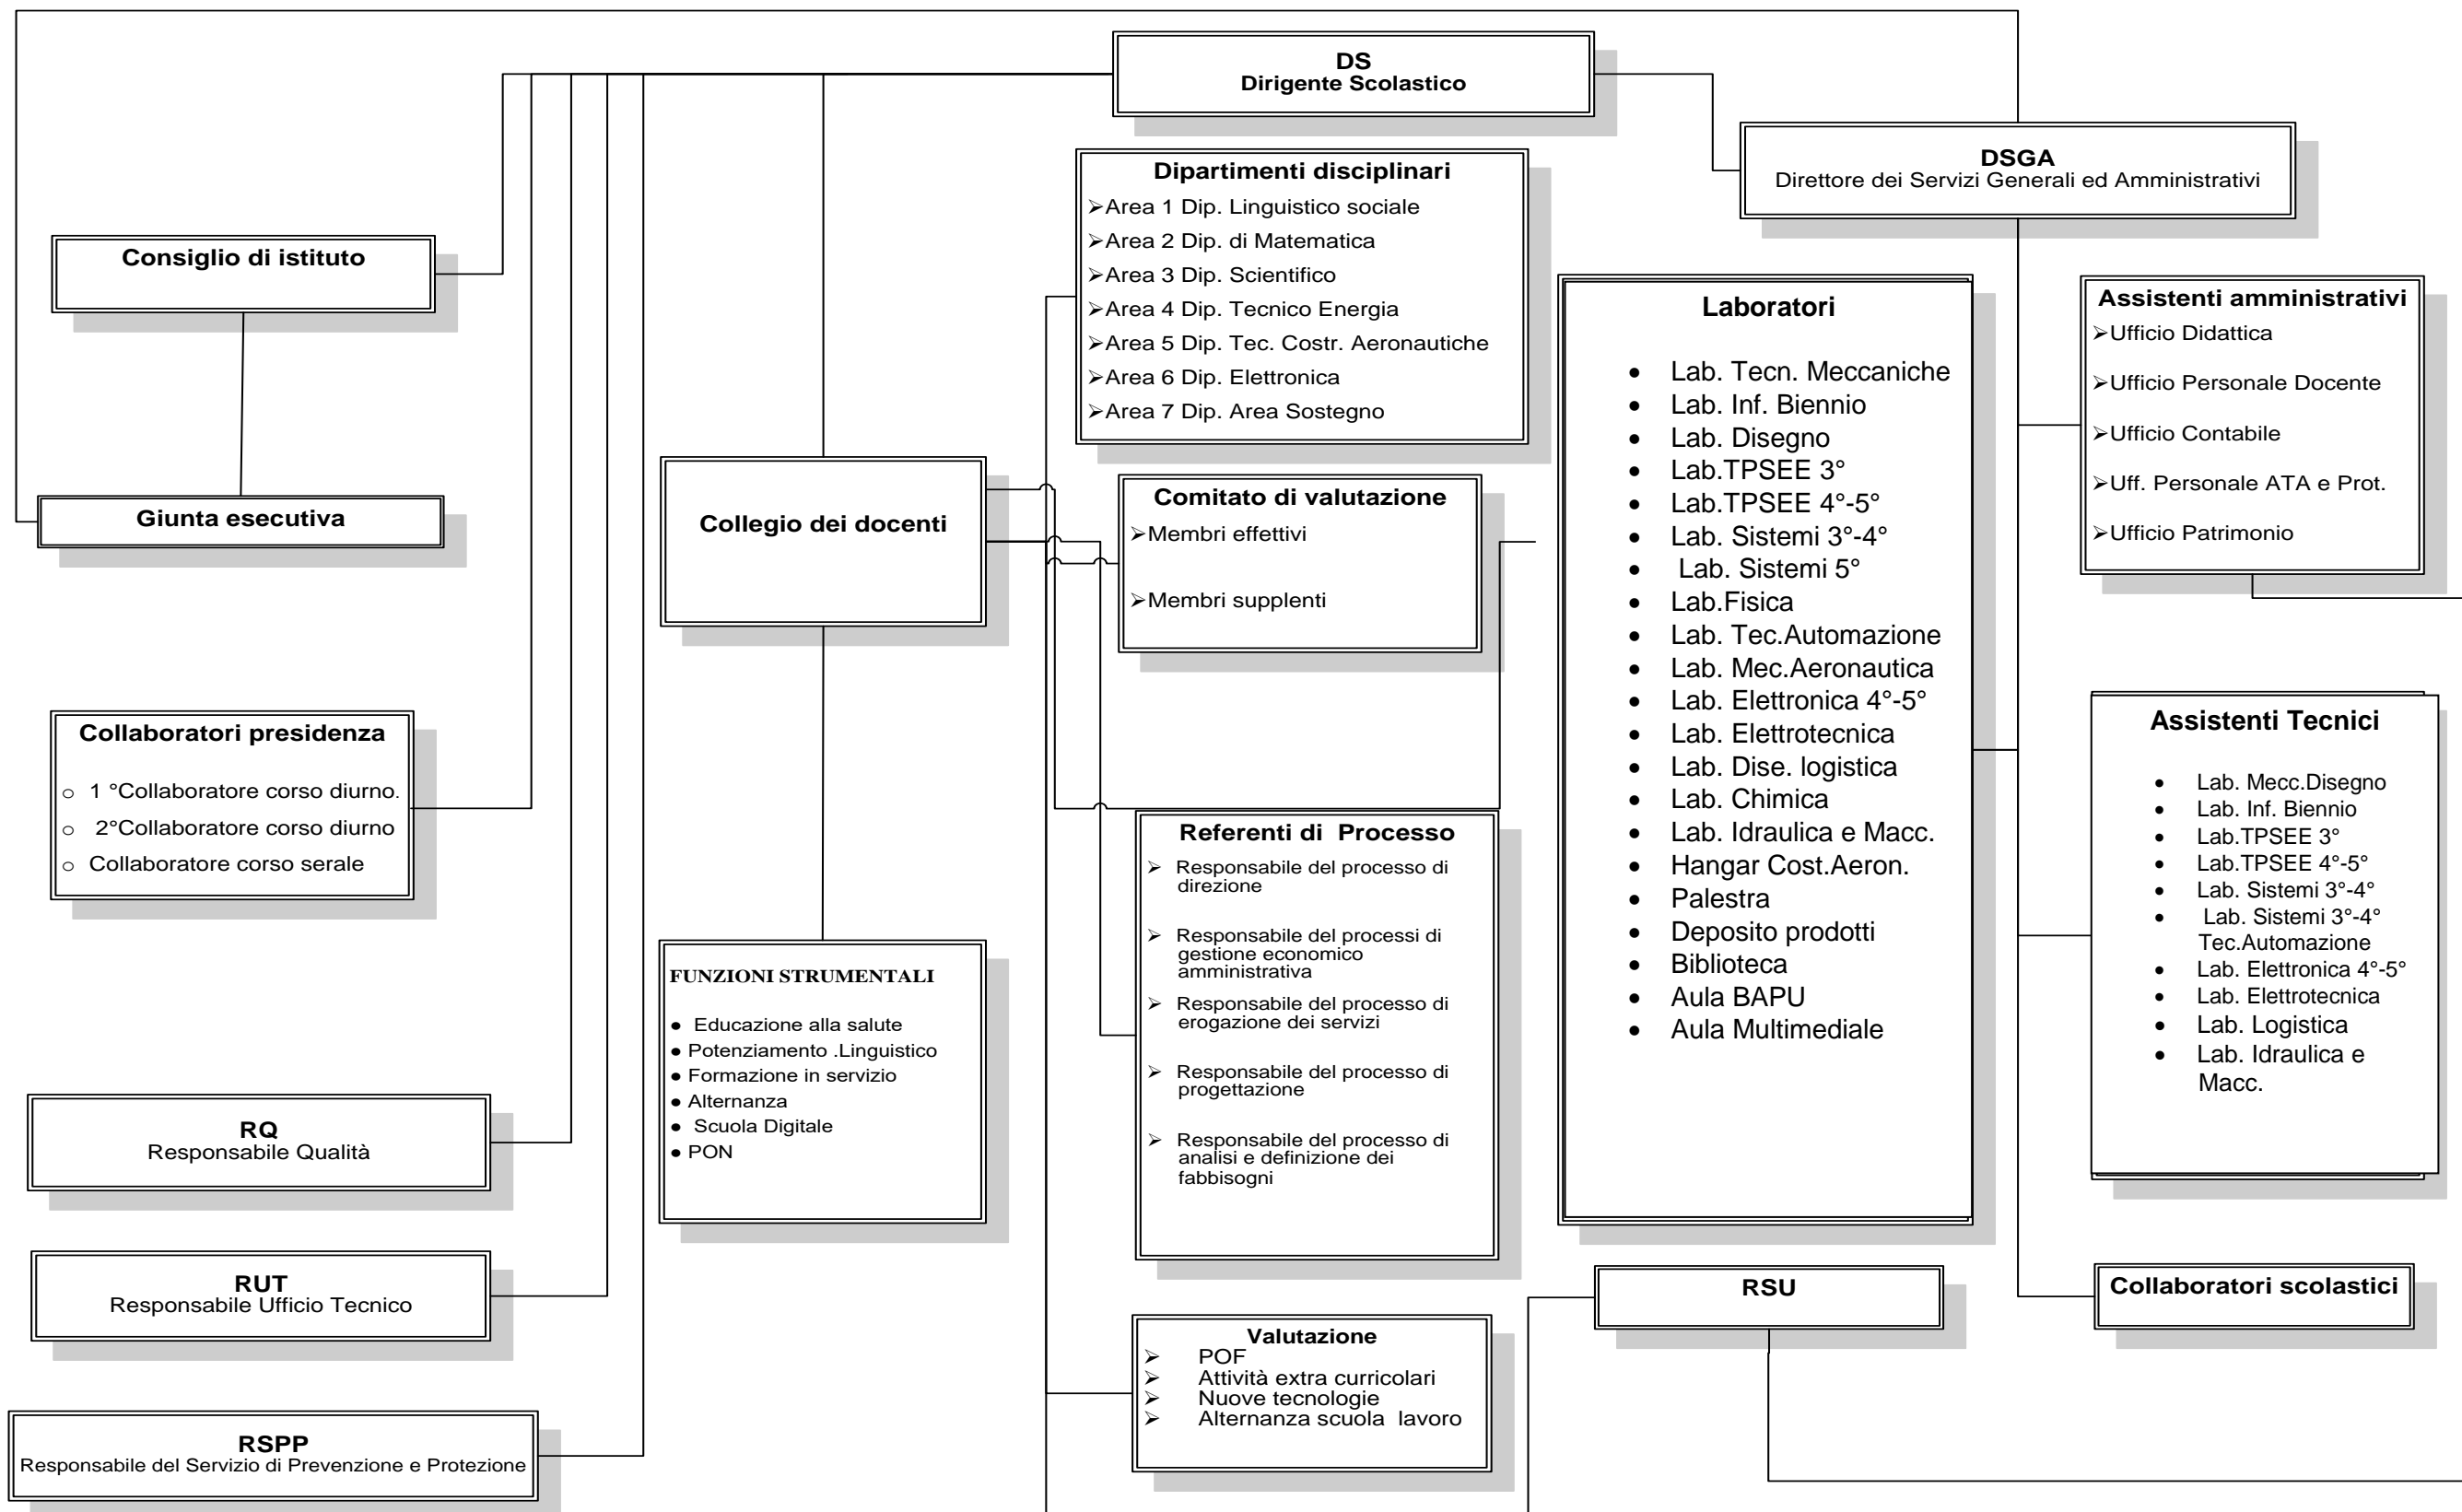 DS
Dirigente Scolastico
DSGA
Direttore dei Servizi Generali ed Amministrativi
Dipartimenti disciplinari
➢Area 1 Dip. Linguistico sociale
➢Area 2 Dip. di Matematica
➢Area 3 Dip. Scientifico
➢Area 4 Dip. Tecnico Energia
➢Area 5 Dip. Tec. Costr. Aeronautiche
➢Area 6 Dip. Elettronica
➢Area 7 Dip. Area Sostegno
Consiglio di istituto
Giunta esecutiva
Collegio dei docenti
Comitato di valutazione
➢Membri effettivi
➢Membri supplenti
Laboratori
• Lab. Tecn. Meccaniche
• Lab. Inf. Biennio
• Lab. Disegno
• Lab.TPSEE 3°
• Lab.TPSEE 4°-5°
• Lab. Sistemi 3°-4°
• Lab. Sistemi 5°
• Lab.Fisica
• Lab. Tec.Automazione
• Lab. Mec.Aeronautica
• Lab. Elettronica 4°-5°
• Lab. Elettrotecnica
• Lab. Dise. logistica
• Lab. Chimica
• Lab. Idraulica e Macc.
• Hangar Cost.Aeron.
• Palestra
• Deposito prodotti
• Biblioteca
• Aula BAPU
• Aula Multimediale
Assistenti amministrativi
➢Ufficio Didattica
➢Ufficio Personale Docente
➢Ufficio Contabile
➢Uff. Personale ATA e Prot.
➢Ufficio Patrimonio
Collaboratori presidenza
o 1 °Collaboratore corso diurno.
o 2°Collaboratore corso diurno
o Collaboratore corso serale
FUNZIONI STRUMENTALI
• Educazione alla salute
• Potenziamento .Linguistico
• Formazione in servizio
• Alternanza
• Scuola Digitale
• PON
Referenti di Processo
➢ Responsabile del processo di
direzione
➢ Responsabile del processi di
gestione economico
amministrativa
➢ Responsabile del processo di
erogazione dei servizi
➢ Responsabile del processo di
progettazione
➢ Responsabile del processo di
analisi e definizione dei
fabbisogni
Assistenti Tecnici
• Lab. Mecc.Disegno
• Lab. Inf. Biennio
• Lab.TPSEE 3°
• Lab.TPSEE 4°-5°
• Lab. Sistemi 3°-4°
• Lab. Sistemi 3°-4°
Tec.Automazione
• Lab. Elettronica 4°-5°
• Lab. Elettrotecnica
• Lab. Logistica
• Lab. Idraulica e
Macc.
RQ
Responsabile Qualità
RUT
Responsabile Ufficio Tecnico
RSPP
Responsabile del Servizio di Prevenzione e Protezione
Valutazione
➢ POF
➢ Attività extra curricolari
➢ Nuove tecnologie
➢ Alternanza scuola lavoro
RSU
Collaboratori scolastici